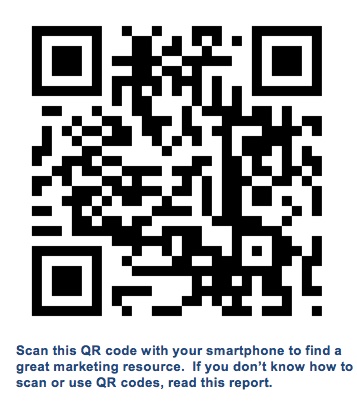 Scan this QR code with your smartphone to find a
great marketing resource.  If you don't know how to
scan or use QR codes, read this report.